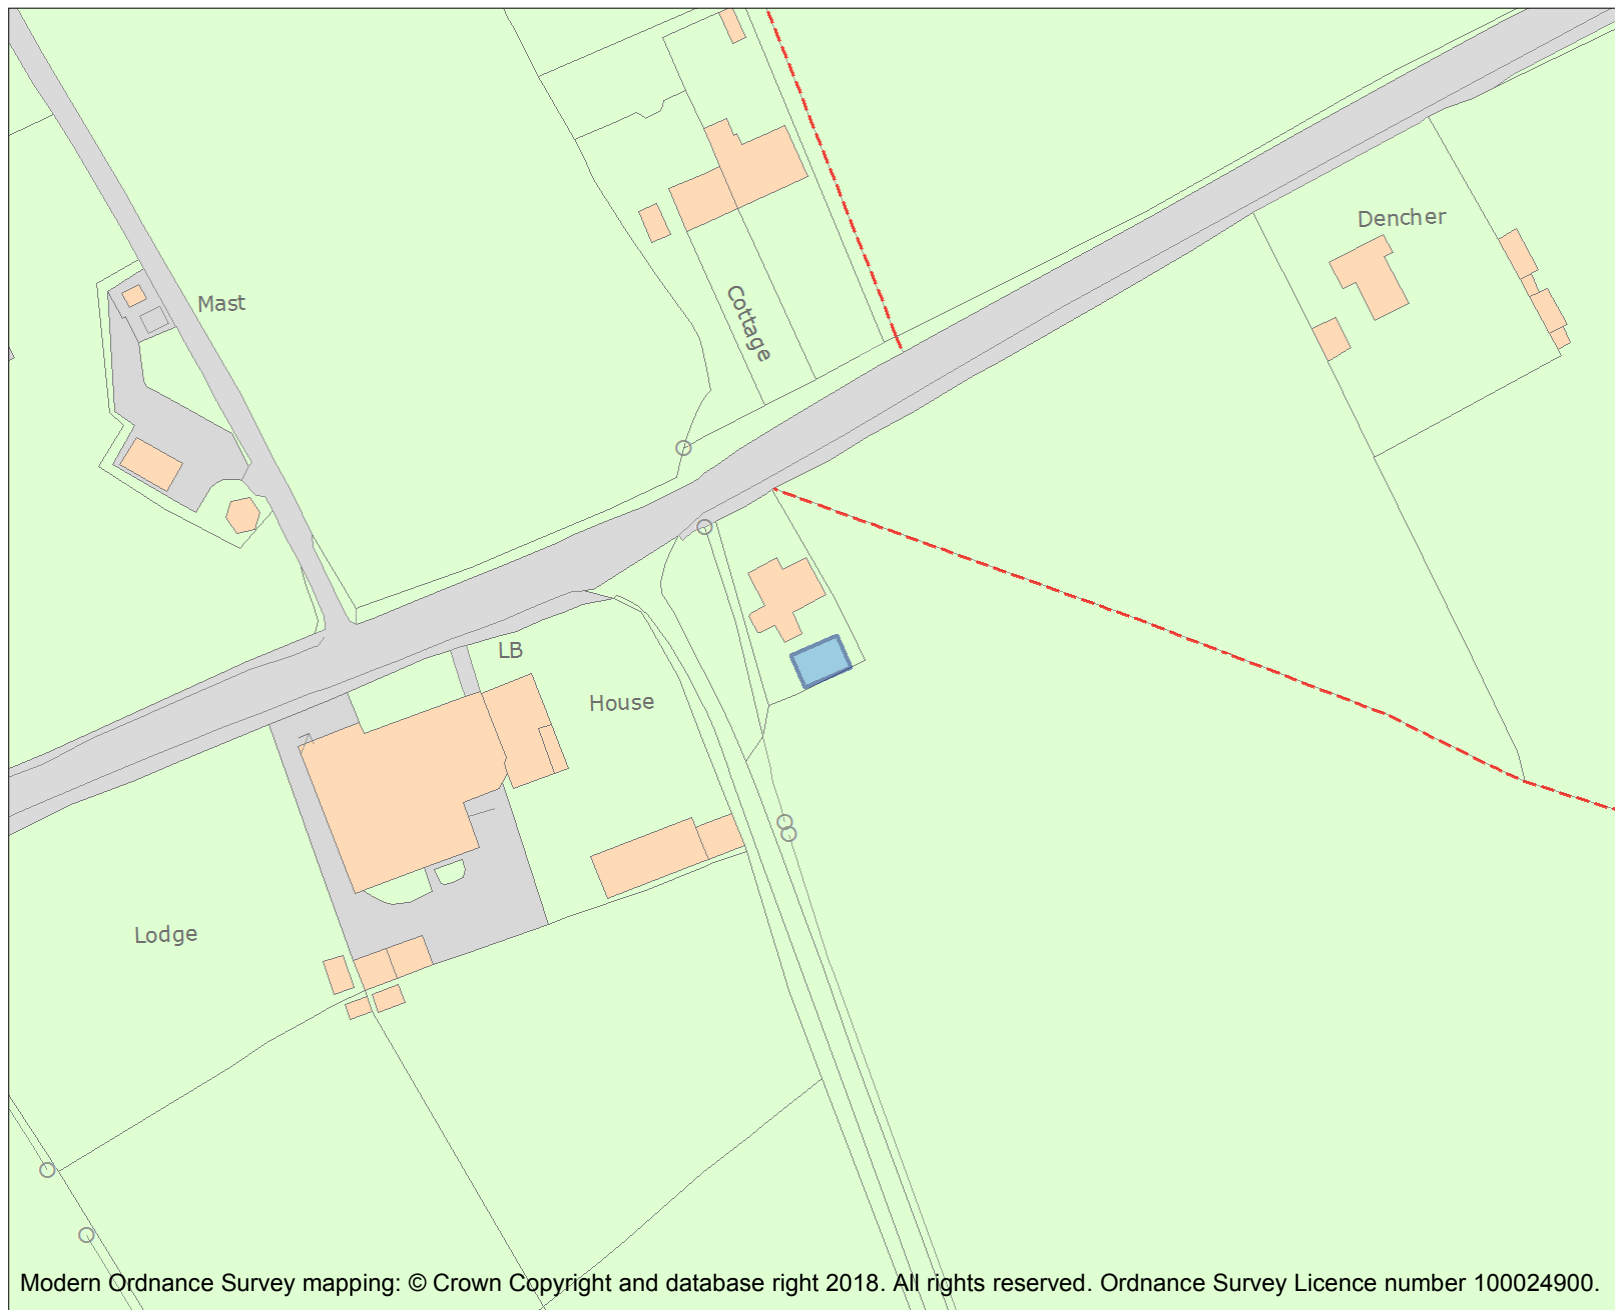 Dencher
Mast
Cottage
LB
House
Lodge
Modern Ordnance Survey mapping: © Crown Copyright and database right 2018. All rights reserved. Ordnance Survey Licence number 100024900.